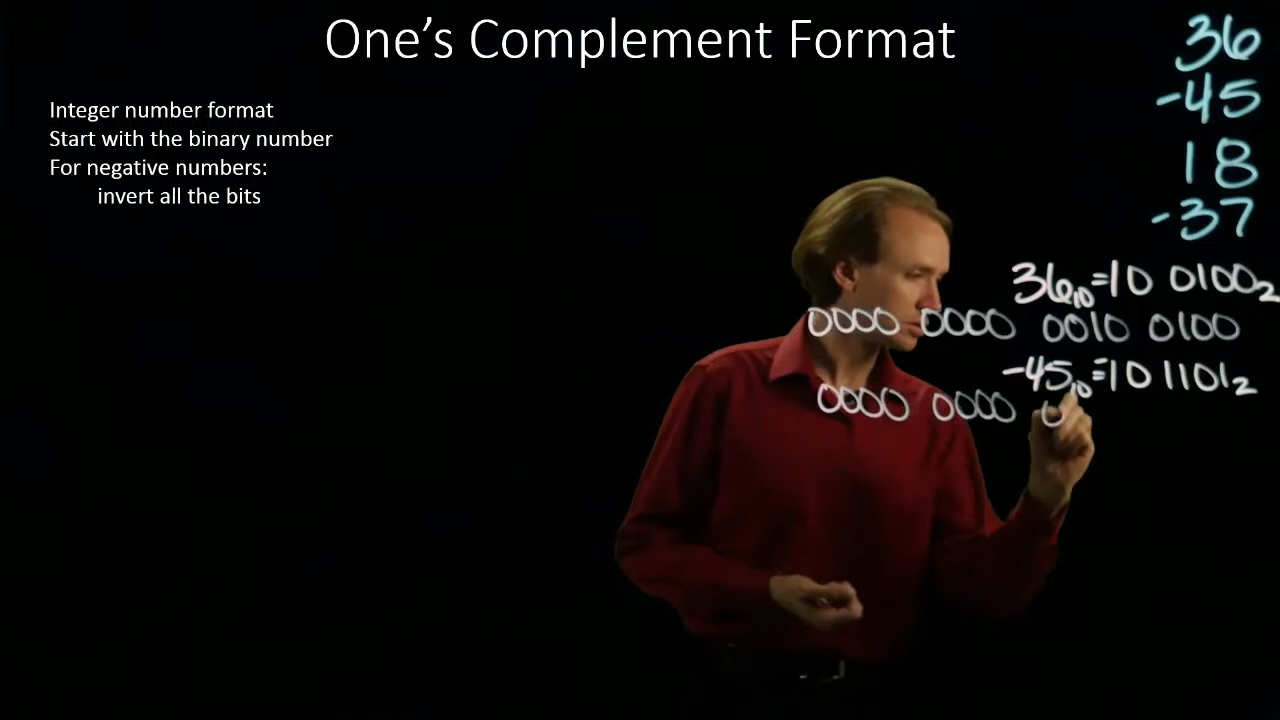 One's Complement Format
Integer number format
Start with the binary number
For negative numbers:
invert all the bits
36
-45
18
-37
36₁₀=10 0100₂
0000 0000 0010 0100
-45₁₀=10 1101₂
0000 0000 0